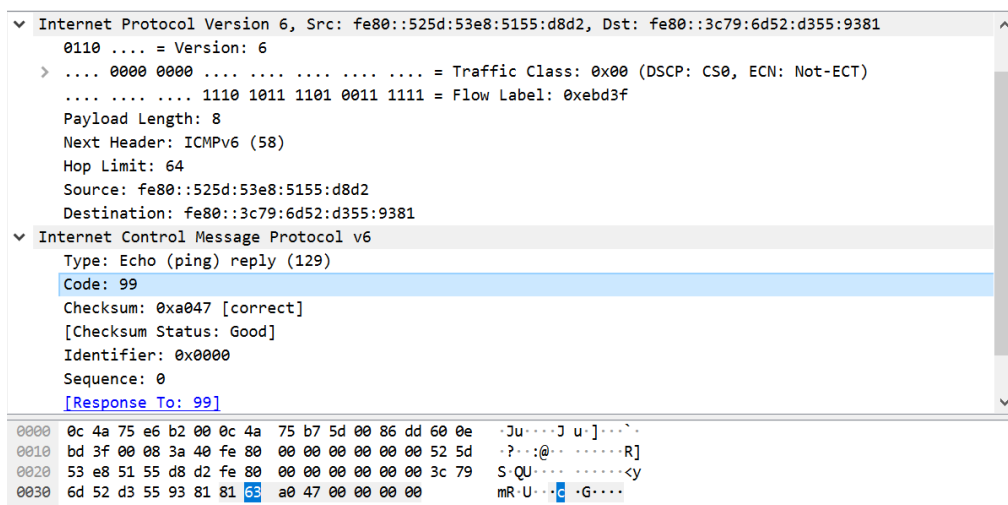 Internet Protocol Version 6, Src: fe80::525d:53e8:5155:d8d2, Dst: fe80::3c79:6d52:d355:9381
0110 .... = Version: 6
.... 0000 0000 .... .... .... .... .... = Traffic Class: 0x00 (DSCP: CS0, ECN: Not-ECT)
.... .... .... 1110 1011 1101 0011 1111 = Flow Label: 0xebd3f
Payload Length: 8
Next Header: ICMPv6 (58)
Hop Limit: 64
Source: fe80::525d:53e8:5155:d8d2
Destination: fe80::3c79:6d52:d355:9381
Internet Control Message Protocol v6
Type: Echo (ping) reply (129)
Code: 99
Checksum: 0xa047 [correct]
[Checksum Status: Good]
Identifier: 0x0000
Sequence: 0
[Response To: 99]
0000 0c 4a 75 e6 b2 00 0c 4a 75 b7 5d 00 86 dd 60 0e ·Ju····J u·]···`·
0010 bd 3f 00 08 3a 40 fe 80 00 00 00 00 00 00 52 5d ·?··:@·· ······R]
0020 53 e8 51 55 d8 d2 fe 80 00 00 00 00 00 00 3c 79 S·QU···· ······<y
0030 6d 52 d3 55 93 81 81 63 a0 47 00 00 00 00 mR·U···c ·G····